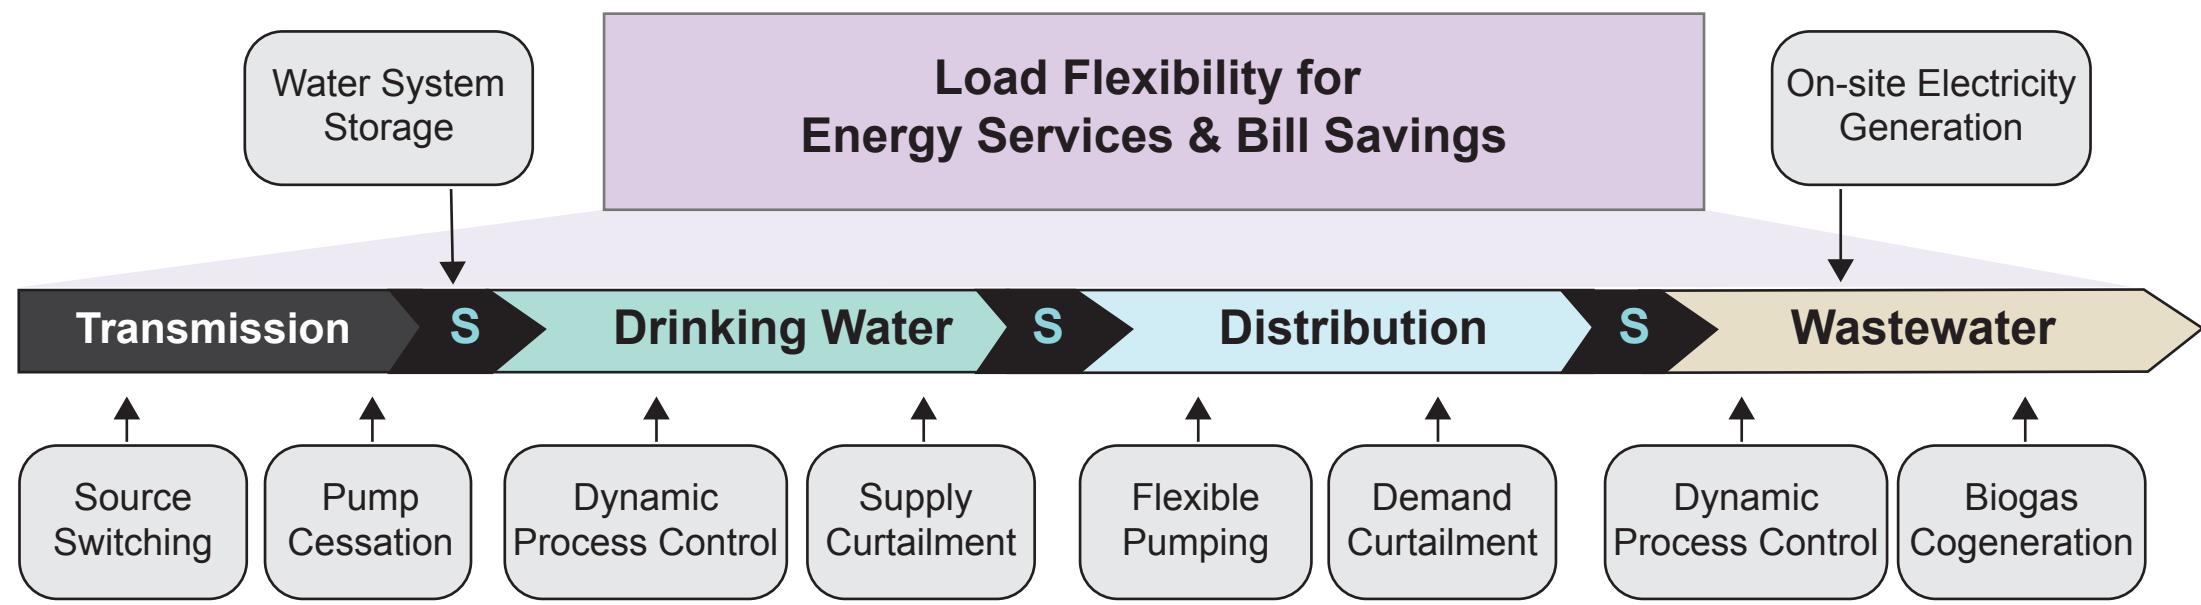 Water System
Storage
Load Flexibility for
Energy Services & Bill Savings
On-site Electricity
Generation
Transmission
S
Drinking Water
S
Distribution
S
Wastewater
Source
Switching
Pump
Cessation
Dynamic
Process Control
Supply
Curtailment
Flexible
Pumping
Demand
Curtailment
Dynamic
Process Control
Biogas
Cogeneration